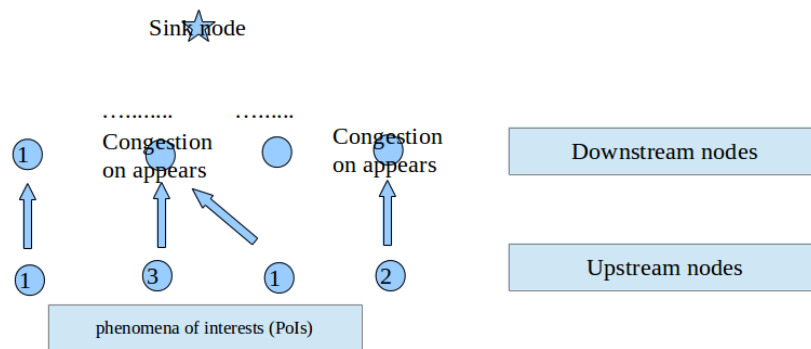 Sink node
............ .........
Congestion
on appears
Congestion
on appears
1
Downstream nodes
1
3
1
2
Upstream nodes
phenomena of interests (PoIs)